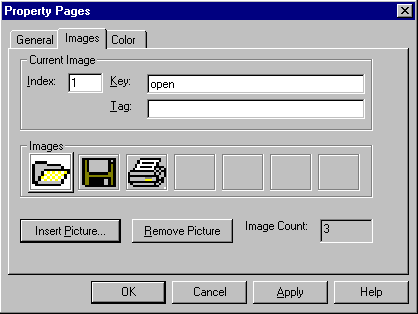 Property Pages
General Images Color
Current Image
Index: 1 Key: open
Tag:
Images
Insert Picture... Remove Picture Image Count: 3
OK Cancel Apply Help